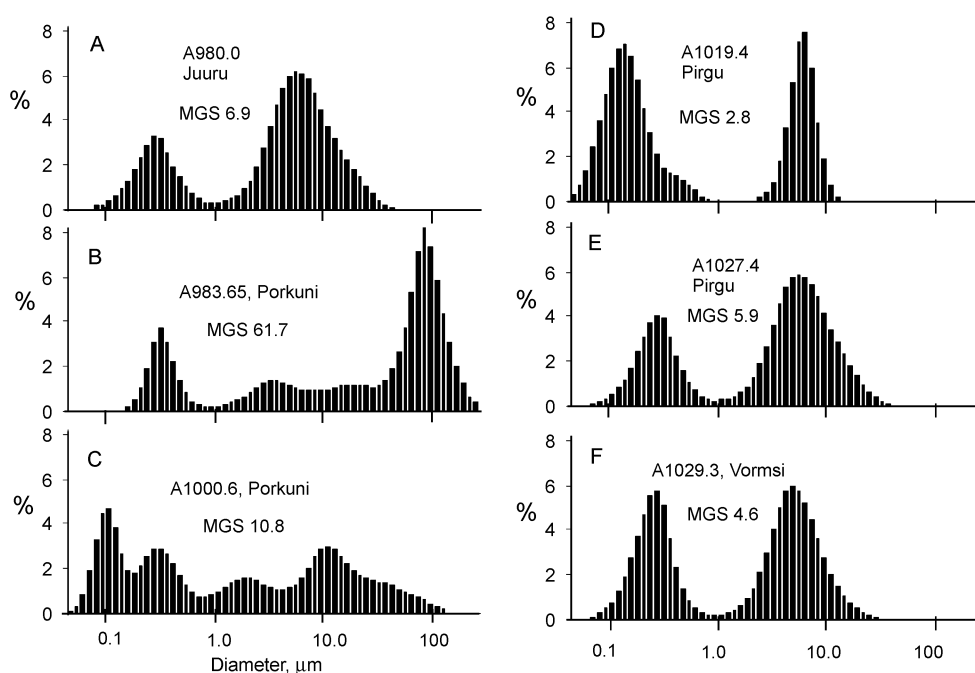 A
A980.0
Juuru
MGS 6.9
%
8
6
4
2
0
B
A983.65, Porkuni
MGS 61.7
%
8
6
4
2
0
C
A1000.6, Porkuni
MGS 10.8
%
8
6
4
2
0
0.1 1.0 10.0 100
Diameter, μm
D
A1019.4
Pirgu
MGS 2.8
%
8
6
4
2
0
E
A1027.4
Pirgu
MGS 5.9
%
8
6
4
2
0
F
A1029.3, Vormsi
MGS 4.6
%
8
6
4
2
0
0.1 1.0 10.0 100